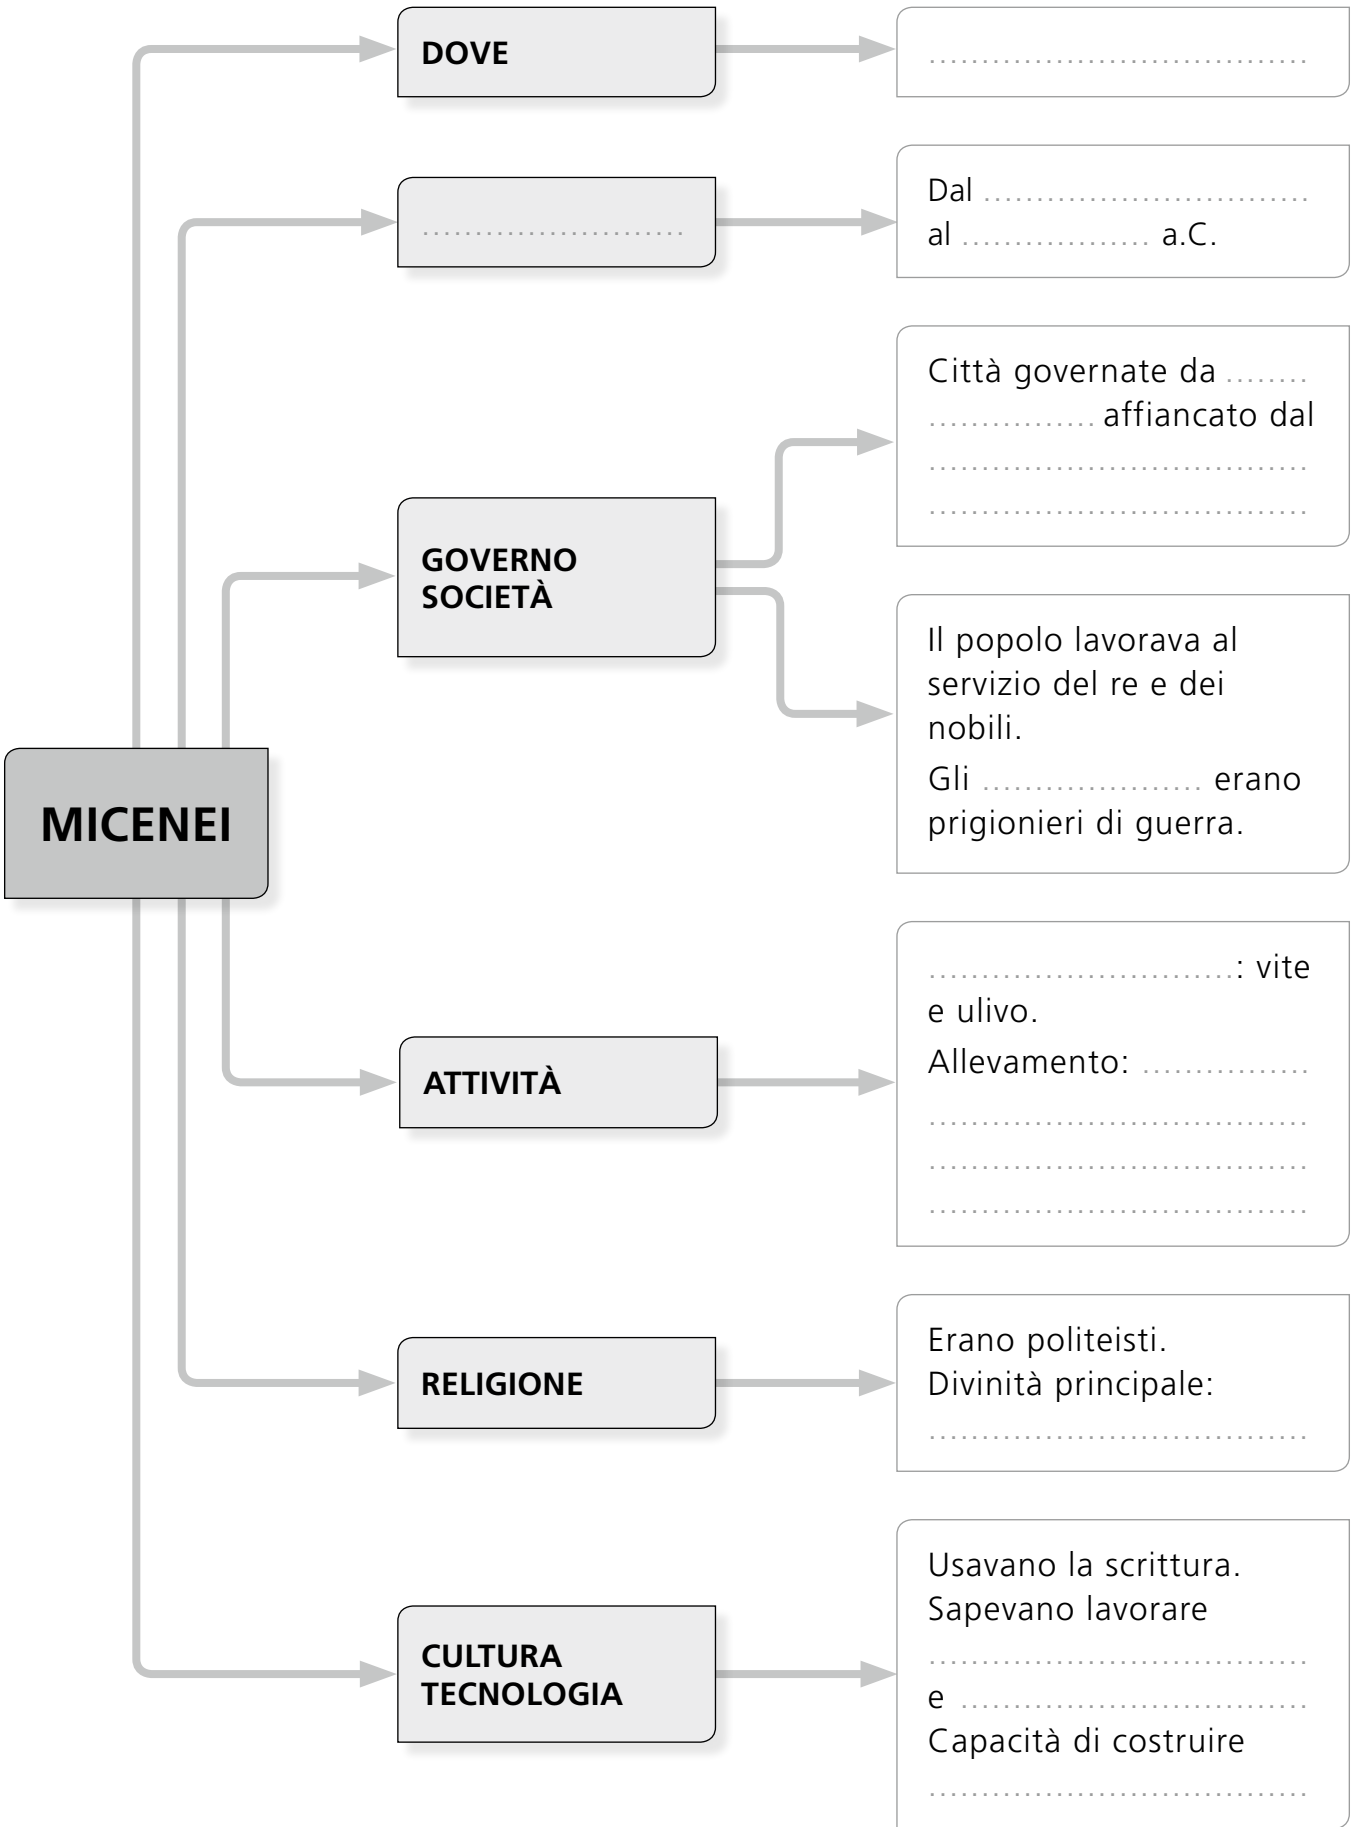 DOVE
....................................
.........................
Dal ...............................
al .................. a.C.
Città governate da ........
................ affiancato dal
....................................
....................................
GOVERNO
SOCIETÀ
Il popolo lavorava al
servizio del re e dei
nobili.
Gli ..................... erano
prigionieri di guerra.
MICENEI
.............................: vite
e ulivo.
Allevamento: ................
....................................
....................................
....................................
ATTIVITÀ
Erano politeisti.
Divinità principale:
....................................
RELIGIONE
Usavano la scrittura.
Sapevano lavorare
....................................
e .................................
Capacità di costruire
....................................
CULTURA
TECNOLOGIA